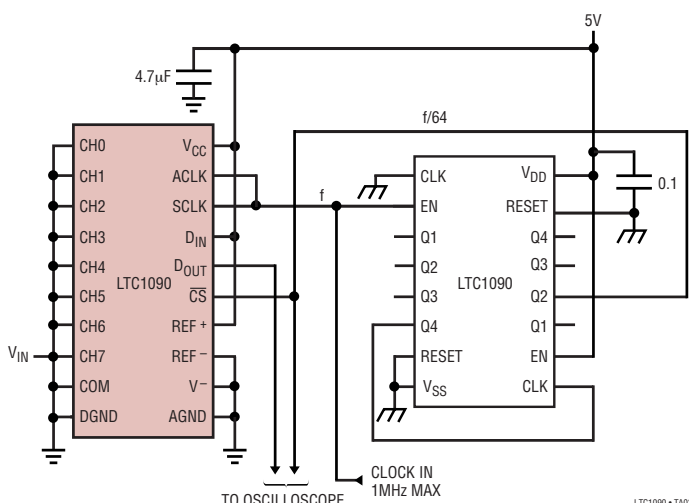 5V
4.7µF
f/64
CH0
CH1
CH2
CH3
CH4
CH5
CH6
CH7
COM
DGND
LTC1090
VCC
ACLK
SCLK
DIN
DOUT
CS
REF +
REF –
V–
AGND
VIN
f
CLK
EN
Q1
Q2
Q3
Q4
RESET
VSS
LTC1090
VDD
RESET
Q4
Q3
Q2
Q1
EN
CLK
0.1
TO OSCILLOSCOPE
CLOCK IN
1MHz MAX